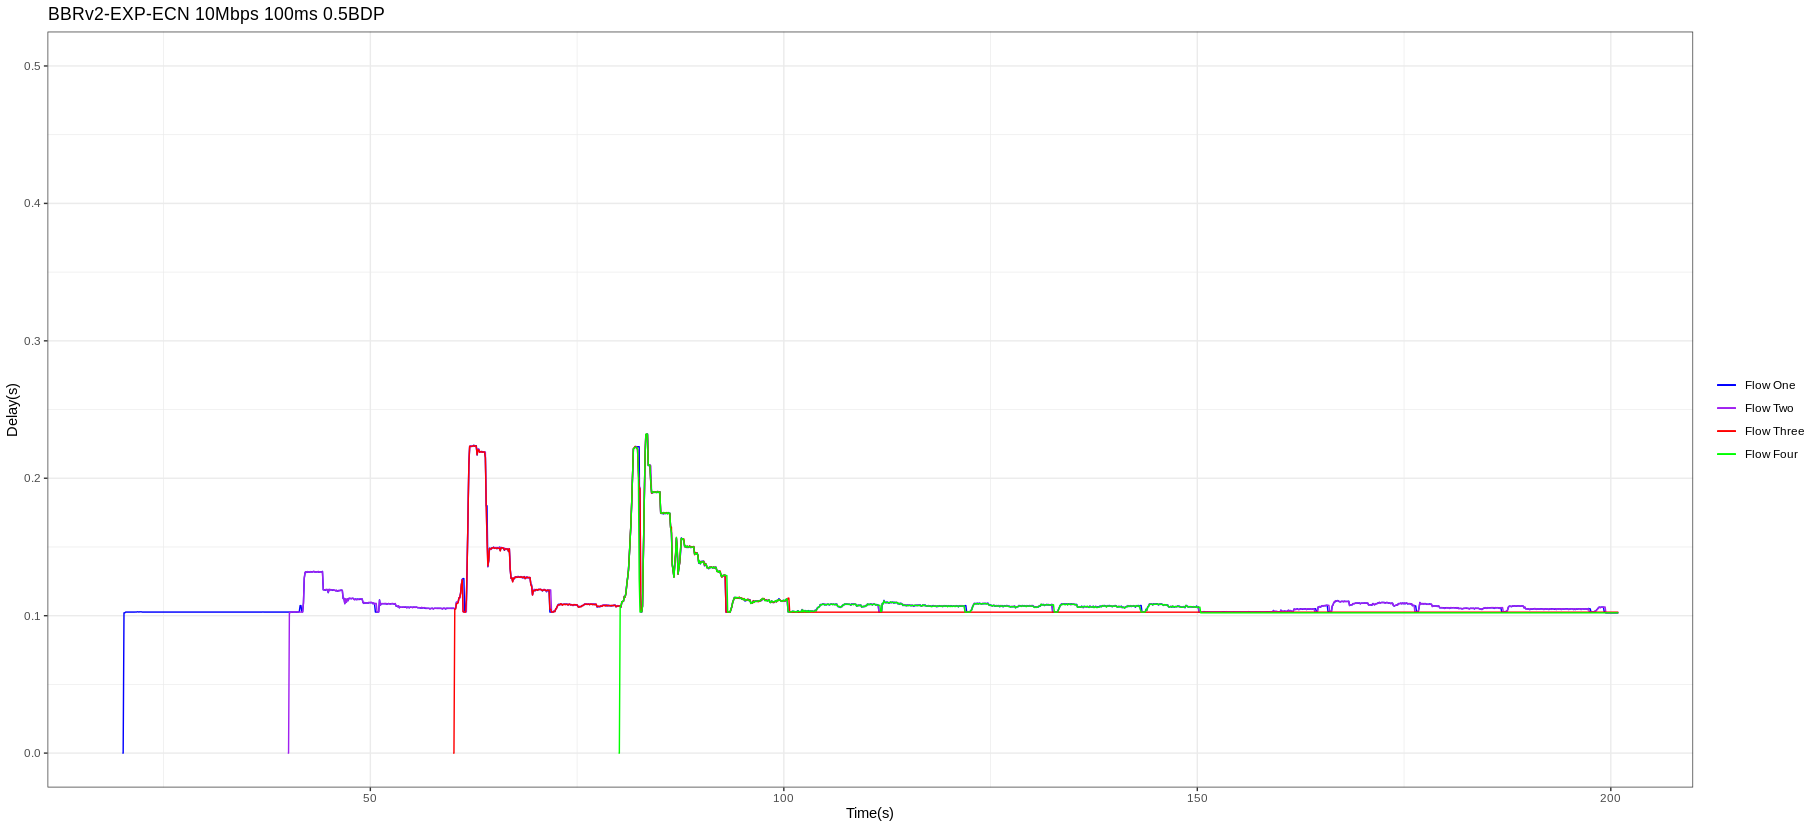 BBRv2-EXP-ECN 10Mbps 100ms 0.5BDP
0.5
0.4
0.3
0.2
0.1
0.0
Delay(s)
50
100
150
200
Time(s)
Flow One
Flow Two
Flow Three
Flow Four